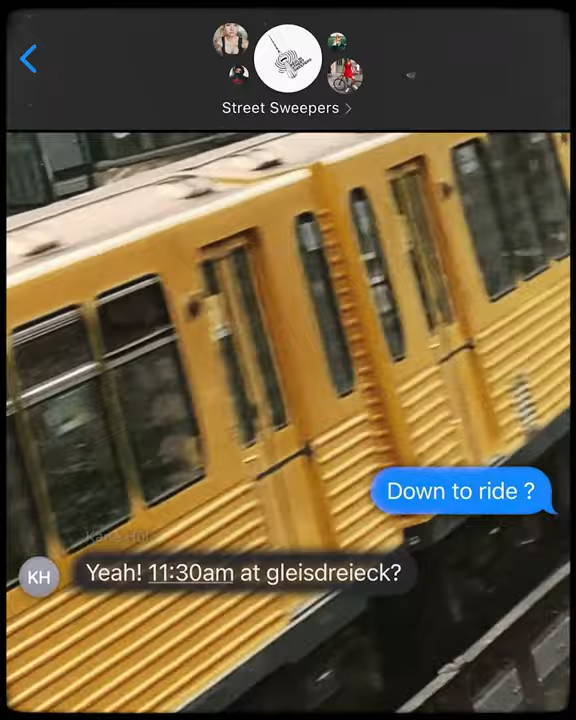 Street Sweepers
Down to ride ?
KH
Yeah! 11:30am at gleisdreieck?